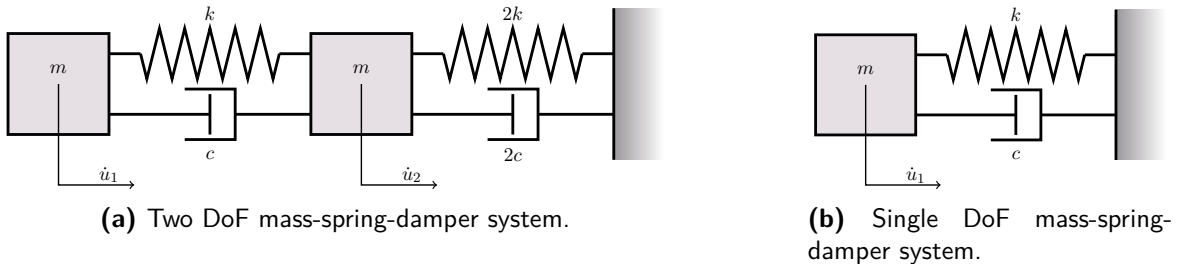 k 2k k
m m m
c 2c c
u̇₁ u̇₂ u̇₁
(a) Two DoF mass-spring-damper system.
(b) Single DoF mass-spring-
damper system.